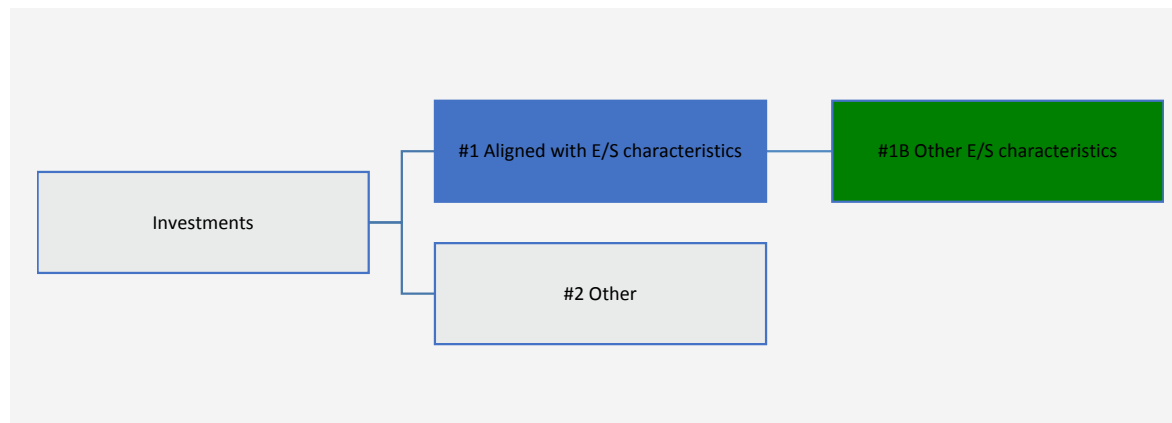 #1 Aligned with E/S characteristics
#1B Other E/S characteristics
Investments
#2 Other